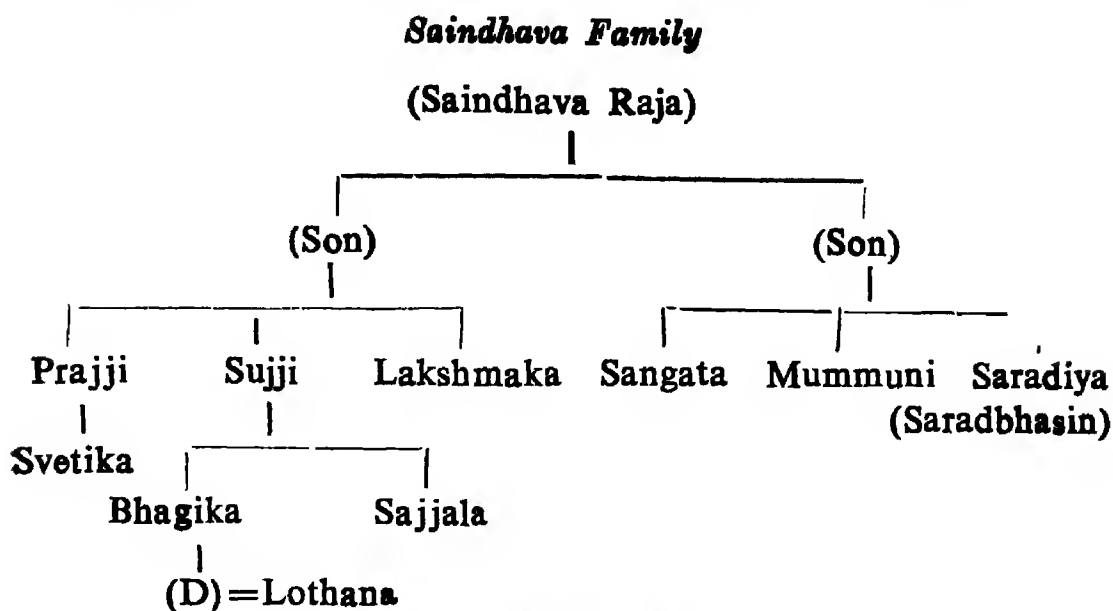 Saindhava Family
(Saindhava Raja)
(Son) (Son)
Prajji Sujji Lakshmaka Sangata Mummuni Saradiya
(Saradbhasin)
Svetika
Bhagika Sajjala
(D)=Lothana